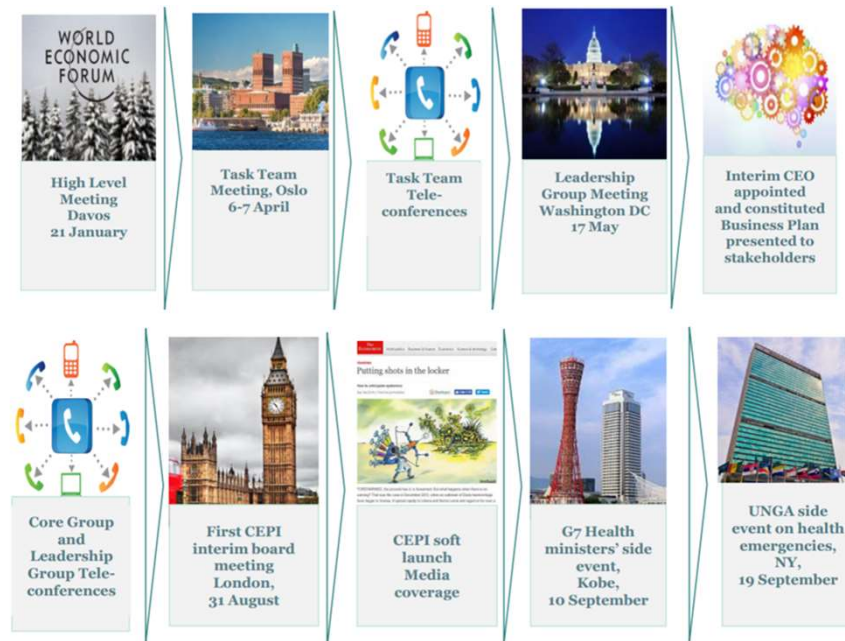 WORLD
ECONOMIC
FORUM
High Level
Meeting
Davos
21 January
Task Team
Meeting, Oslo
6-7 April
Task Team
Tele-
conferences
Leadership
Group Meeting
Washington DC
17 May
Interim CEO
appointed
and constituted
Business Plan
presented to
stakeholders
Core Group
and
Leadership
Group Tele-
conferences
First CEPI
interim board
meeting
London,
31 August
Putting shots in the locker
CEPI soft
launch
Media
coverage
G7 Health
ministers' side
event,
Kobe,
10 September
UNGA side
event on health
emergencies,
NY,
19 September